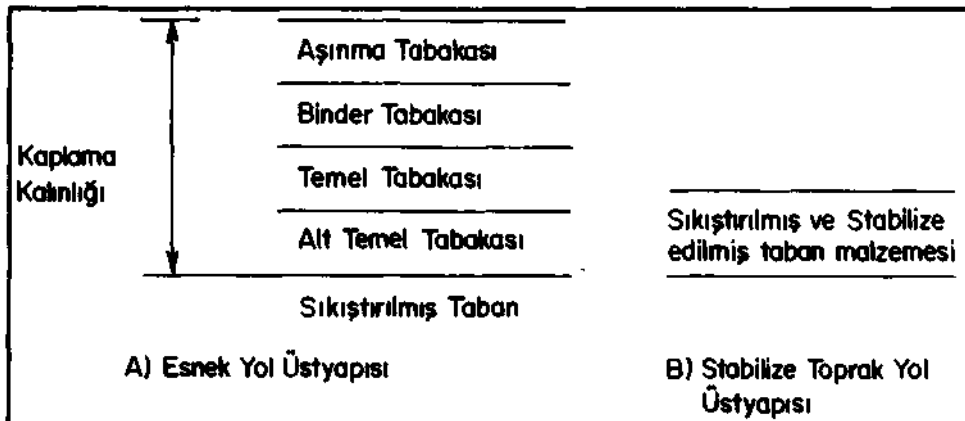 Aşınma Tabakası
Binder Tabakası
Kaplama
Kalınlığı
Temel Tabakası
Alt Temel Tabakası
Sıkıştırılmış Taban
A) Esnek Yol Üstyapısı
Sıkıştırılmış ve Stabilize
edilmiş taban malzemesi
B) Stabilize Toprak Yol
Üstyapısı